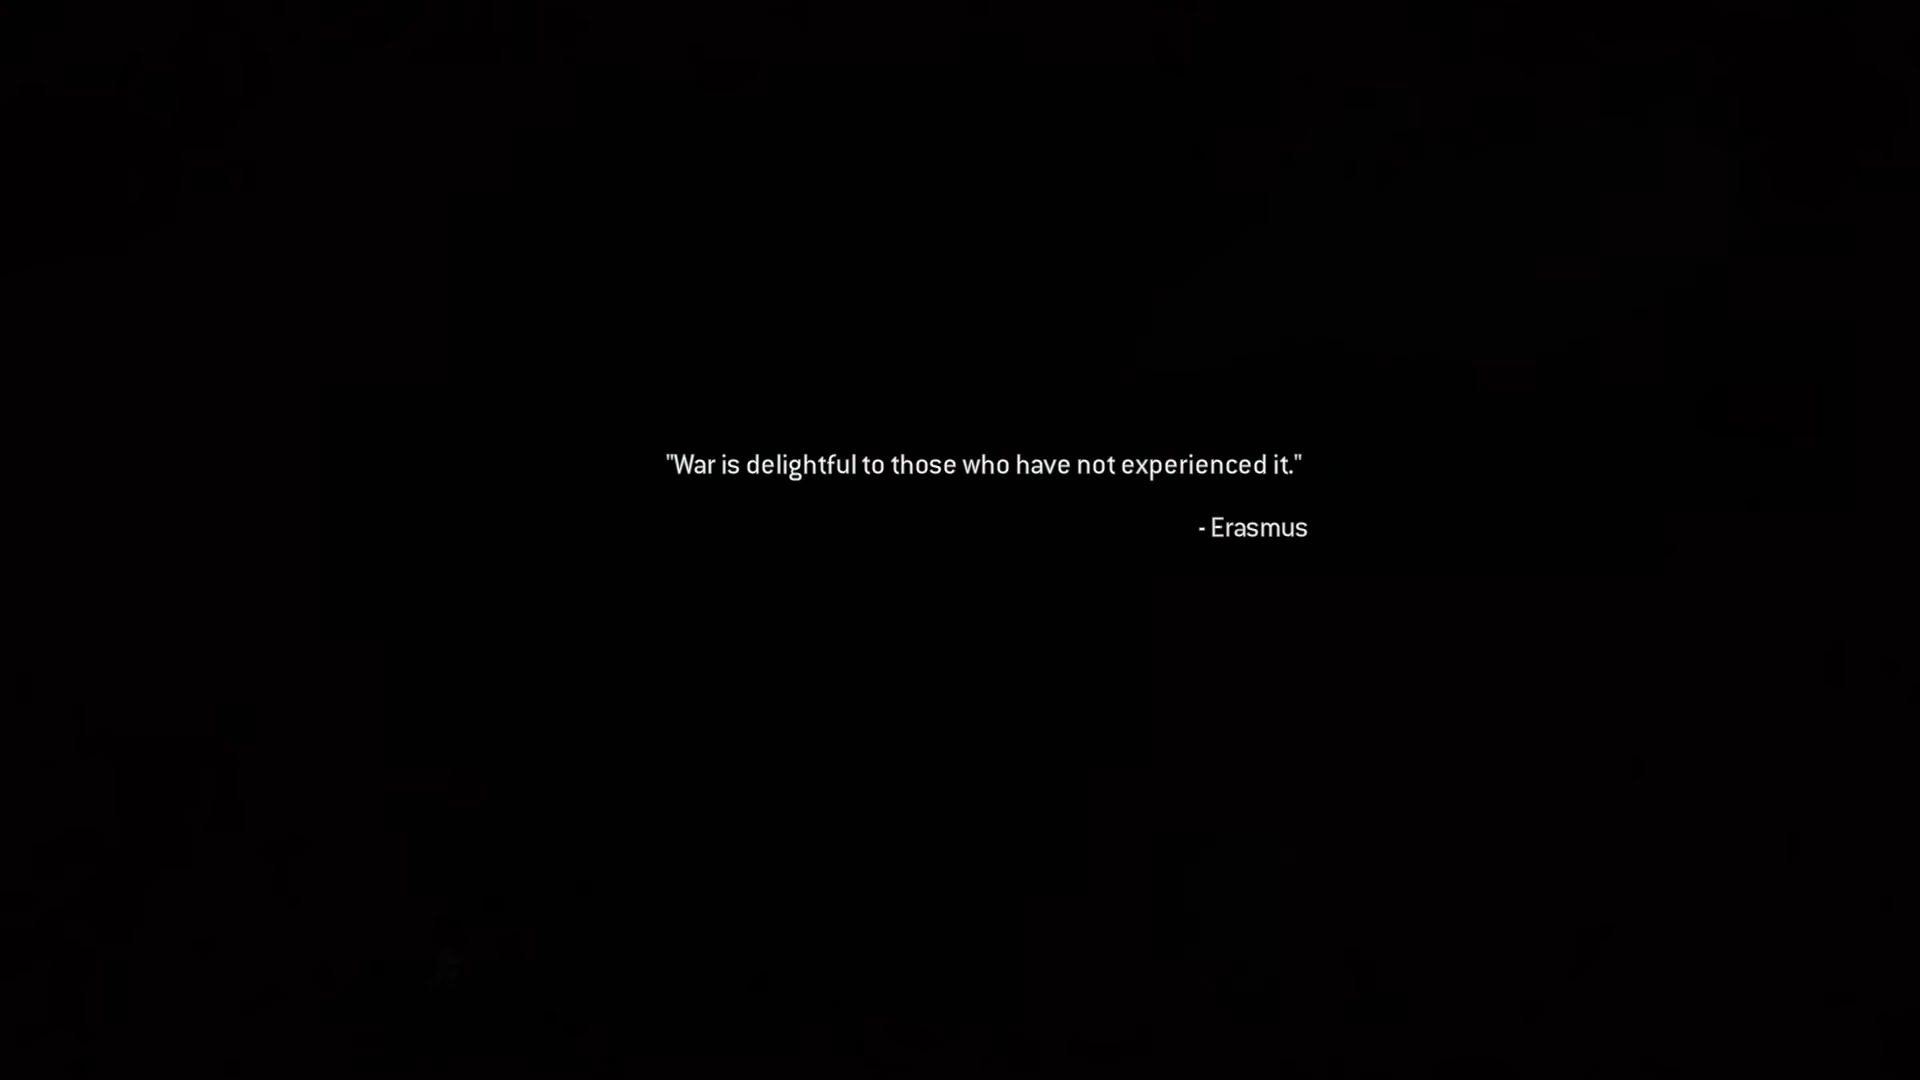 "War is delightful to those who have not experienced it."
- Erasmus